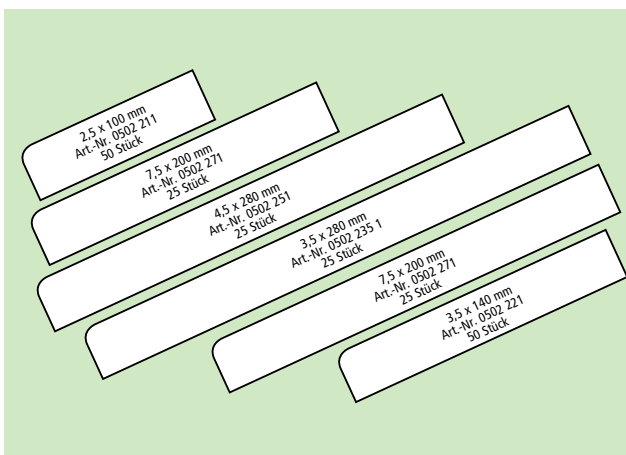 2,5 x 100 mm
Art.-Nr. 0502 211
50 Stück
7,5 x 200 mm
Art.-Nr. 0502 271
25 Stück
4,5 x 280 mm
Art.-Nr. 0502 251
25 Stück
3,5 x 280 mm
Art.-Nr. 0502 235 1
25 Stück
7,5 x 200 mm
Art.-Nr. 0502 271
25 Stück
3,5 x 140 mm
Art.-Nr. 0502 221
50 Stück